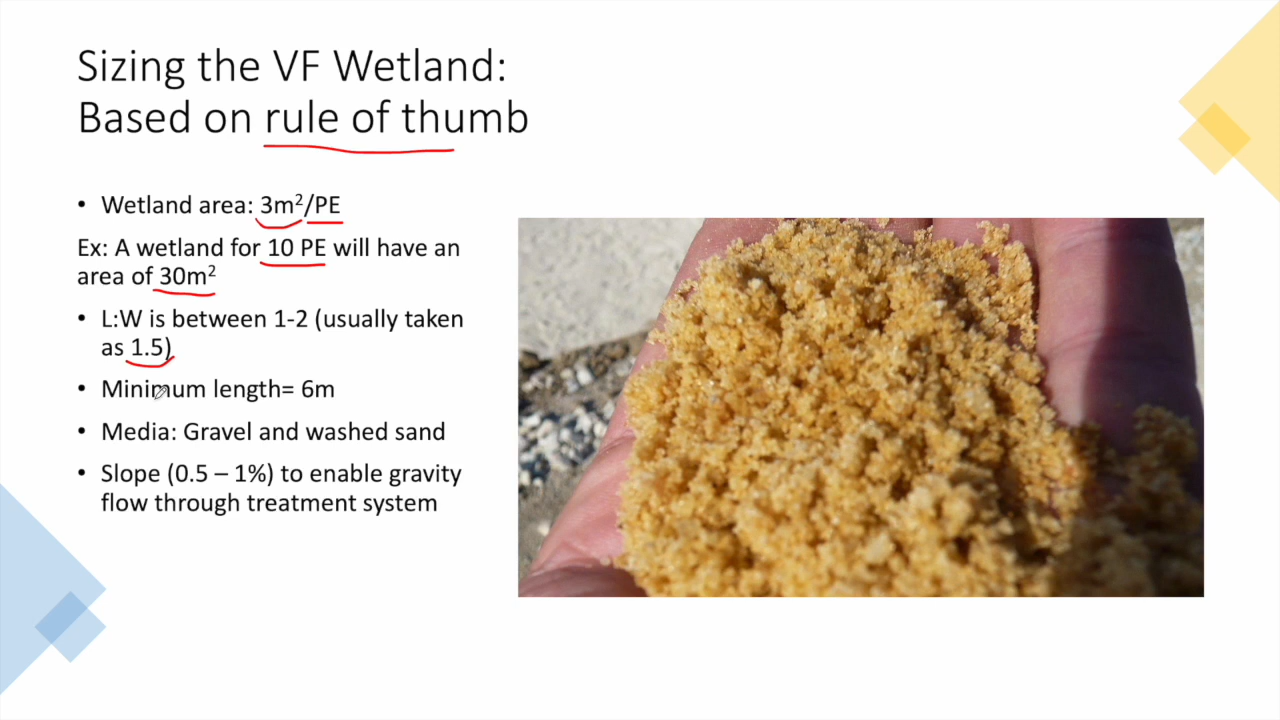 Sizing the VF Wetland:
Based on rule of thumb
• Wetland area: 3m²/PE
Ex: A wetland for 10 PE will have an
area of 30m²
• L:W is between 1-2 (usually taken
as 1.5)
• Minimum length= 6m
• Media: Gravel and washed sand
• Slope (0.5 – 1%) to enable gravity
flow through treatment system